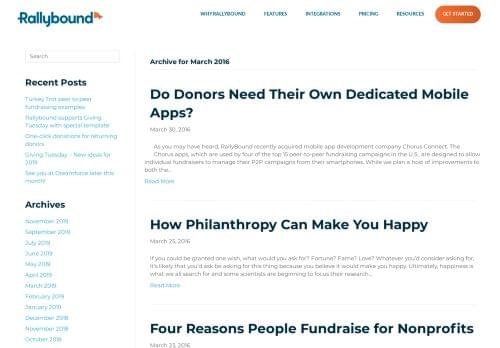 Rallybound
WHY RALLYBOUND
FEATURES
INTEGRATIONS
PRICING
RESOURCES
GET STARTED
Search
Recent Posts
Turkey Trot peer to peer
fundraising examples
Rallybound supports Giving
Tuesday with special template
One-click donations for returning
donors
Giving Tuesday – New ideas for
2019
See you at Dreamforce later this
month!
Archives
November 2019
September 2019
July 2019
June 2019
May 2019
April 2019
March 2019
February 2019
January 2019
December 2018
November 2018
October 2018
Archive for March 2016
Do Donors Need Their Own Dedicated Mobile
Apps?
March 30, 2016
As you may have heard, RallyBound recently acquired mobile app development company Chorus Connect. The
Chorus apps, which are used by four of the top 15 peer-to-peer fundraising campaigns in the U.S., are designed to allow
individual fundraisers to manage their P2P campaigns from their smartphones. While we plan a host of improvements to
both the…
Read More
How Philanthropy Can Make You Happy
March 25, 2016
If you could be granted one wish, what would you ask for? Fortune? Fame? Love? Whatever you'd consider asking for,
it's likely that you'd ask be asking for this thing because you believe it would make you happy. Ultimately, happiness is
what we all search for and some scientists are beginning to focus their research…
Read More
Four Reasons People Fundraise for Nonprofits
March 23, 2016